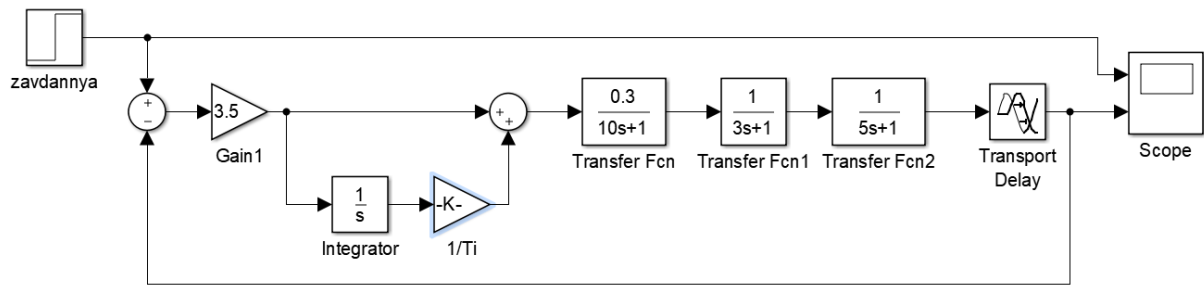 zavdannya
+
−
3.5
Gain1
+
+
1
s
Integrator
-K-
1/Ti
0.3
10s+1
Transfer Fcn
1
3s+1
Transfer Fcn1
1
5s+1
Transfer Fcn2
Transport
Delay
Scope